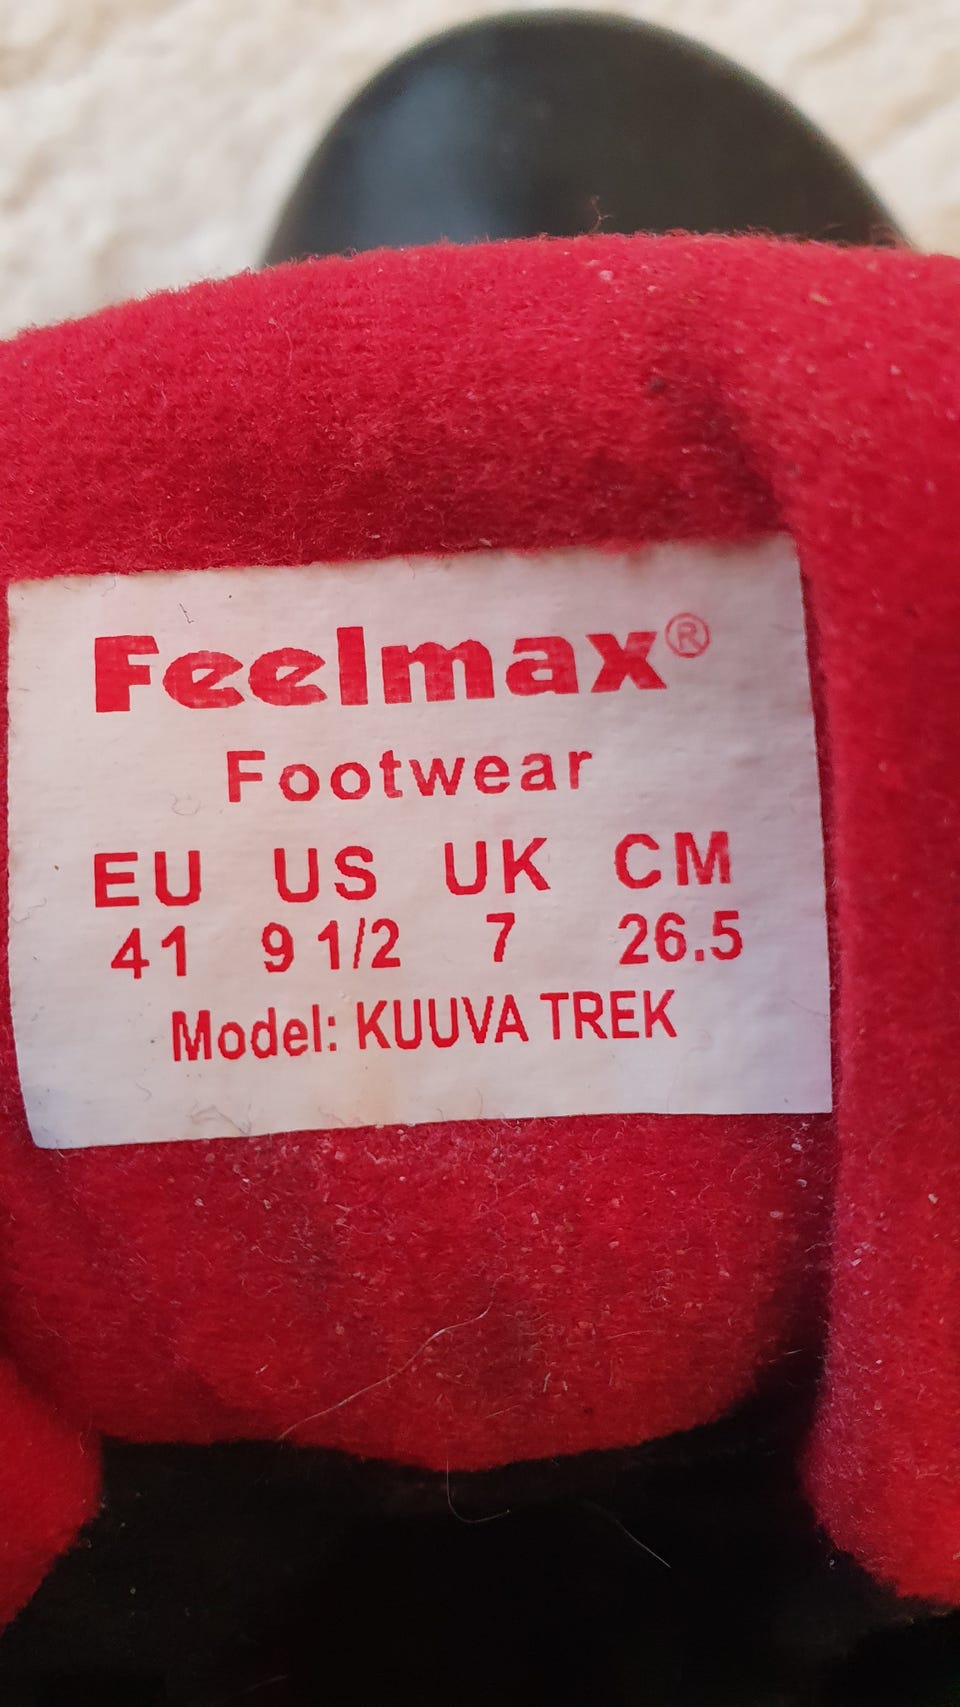 Feelmax®
Footwear
EU US UK CM
41 9 1/2 7 26.5
Model: KUUVA TREK